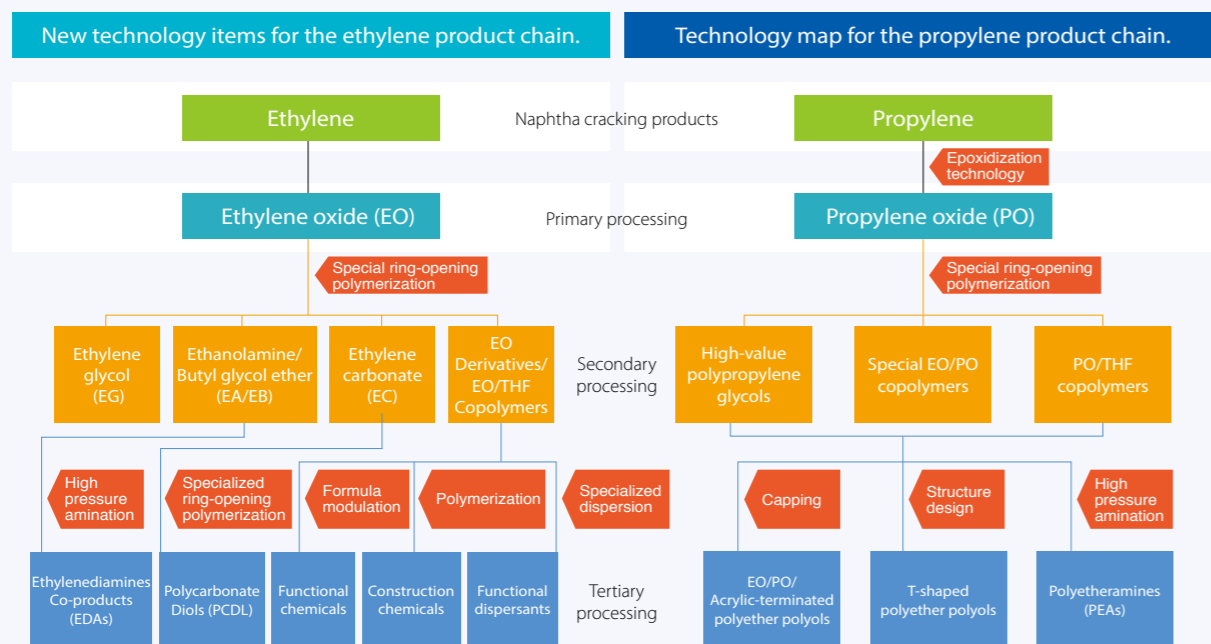 New technology items for the ethylene product chain.
Technology map for the propylene product chain.
Ethylene
Naphtha cracking products
Propylene
Epoxidization
technology
Ethylene oxide (EO)
Primary processing
Propylene oxide (PO)
Special ring-opening
polymerization
Special ring-opening
polymerization
Ethylene
glycol
(EG)
Ethanolamine/
Butyl glycol ether
(EA/EB)
Ethylene
carbonate
(EC)
EO
Derivatives/
EO/THF
Copolymers
Secondary
processing
High-value
polypropylene
glycols
Special EO/PO
copolymers
PO/THF
copolymers
High
pressure
amination
Specialized
ring-opening
polymerization
Formula
modulation
Polymerization
Specialized
dispersion
Capping
Structure
design
High
pressure
amination
Ethylenediamines
Co-products
(EDAs)
Polycarbonate
Diols (PCDL)
Functional
chemicals
Construction
chemicals
Functional
dispersants
Tertiary
processing
EO/PO/
Acrylic-terminated
polyether polyols
T-shaped
polyether polyols
Polyetheramines
(PEAs)